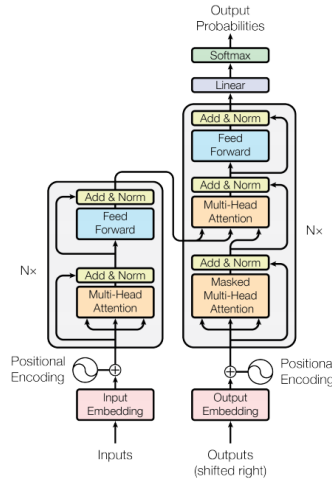 Output
Probabilities
Softmax
Linear
Add & Norm
Feed
Forward
Add & Norm
Multi-Head
Attention
Add & Norm
Masked
Multi-Head
Attention
N×
Add & Norm
Feed
Forward
Add & Norm
Multi-Head
Attention
N×
Positional
Encoding
Positional
Encoding
Input
Embedding
Output
Embedding
Inputs
Outputs
(shifted right)